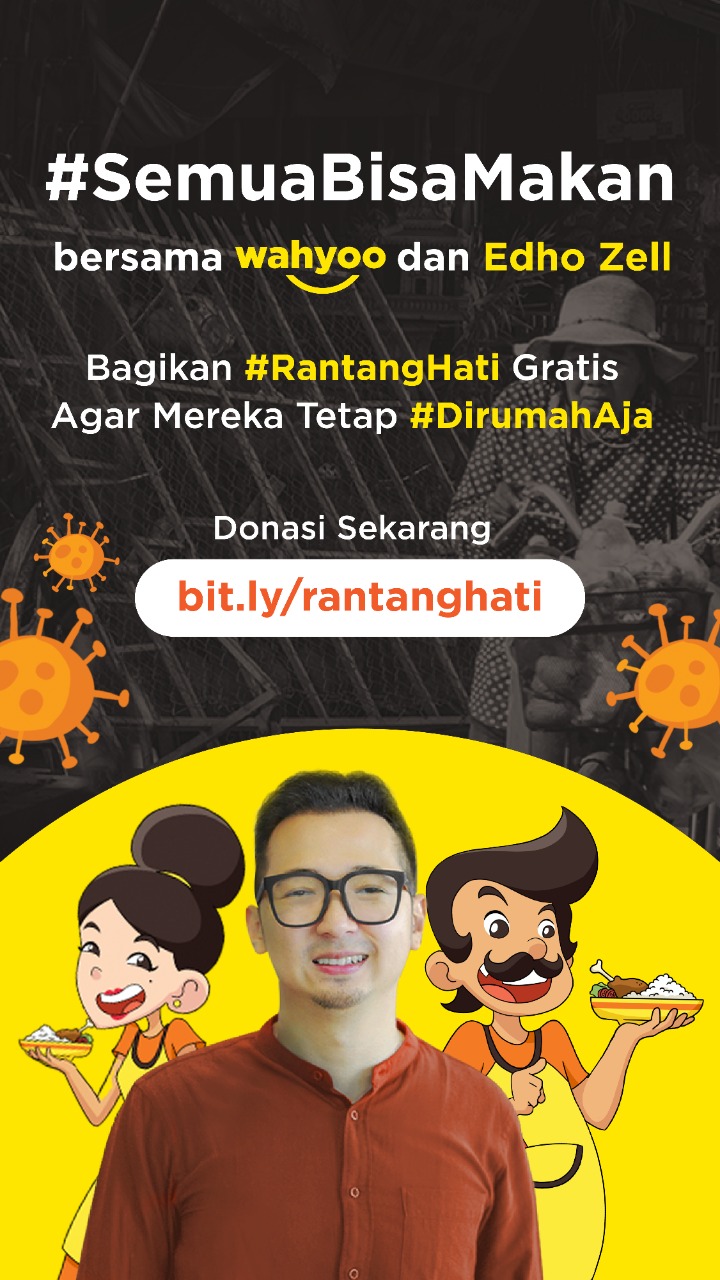 #SemuaBisaMakan
bersama wahyoo dan Edho Zell
Bagikan #RantangHati Gratis
Agar Mereka Tetap #DirumahAja
Donasi Sekarang
bit.ly/rantanghati